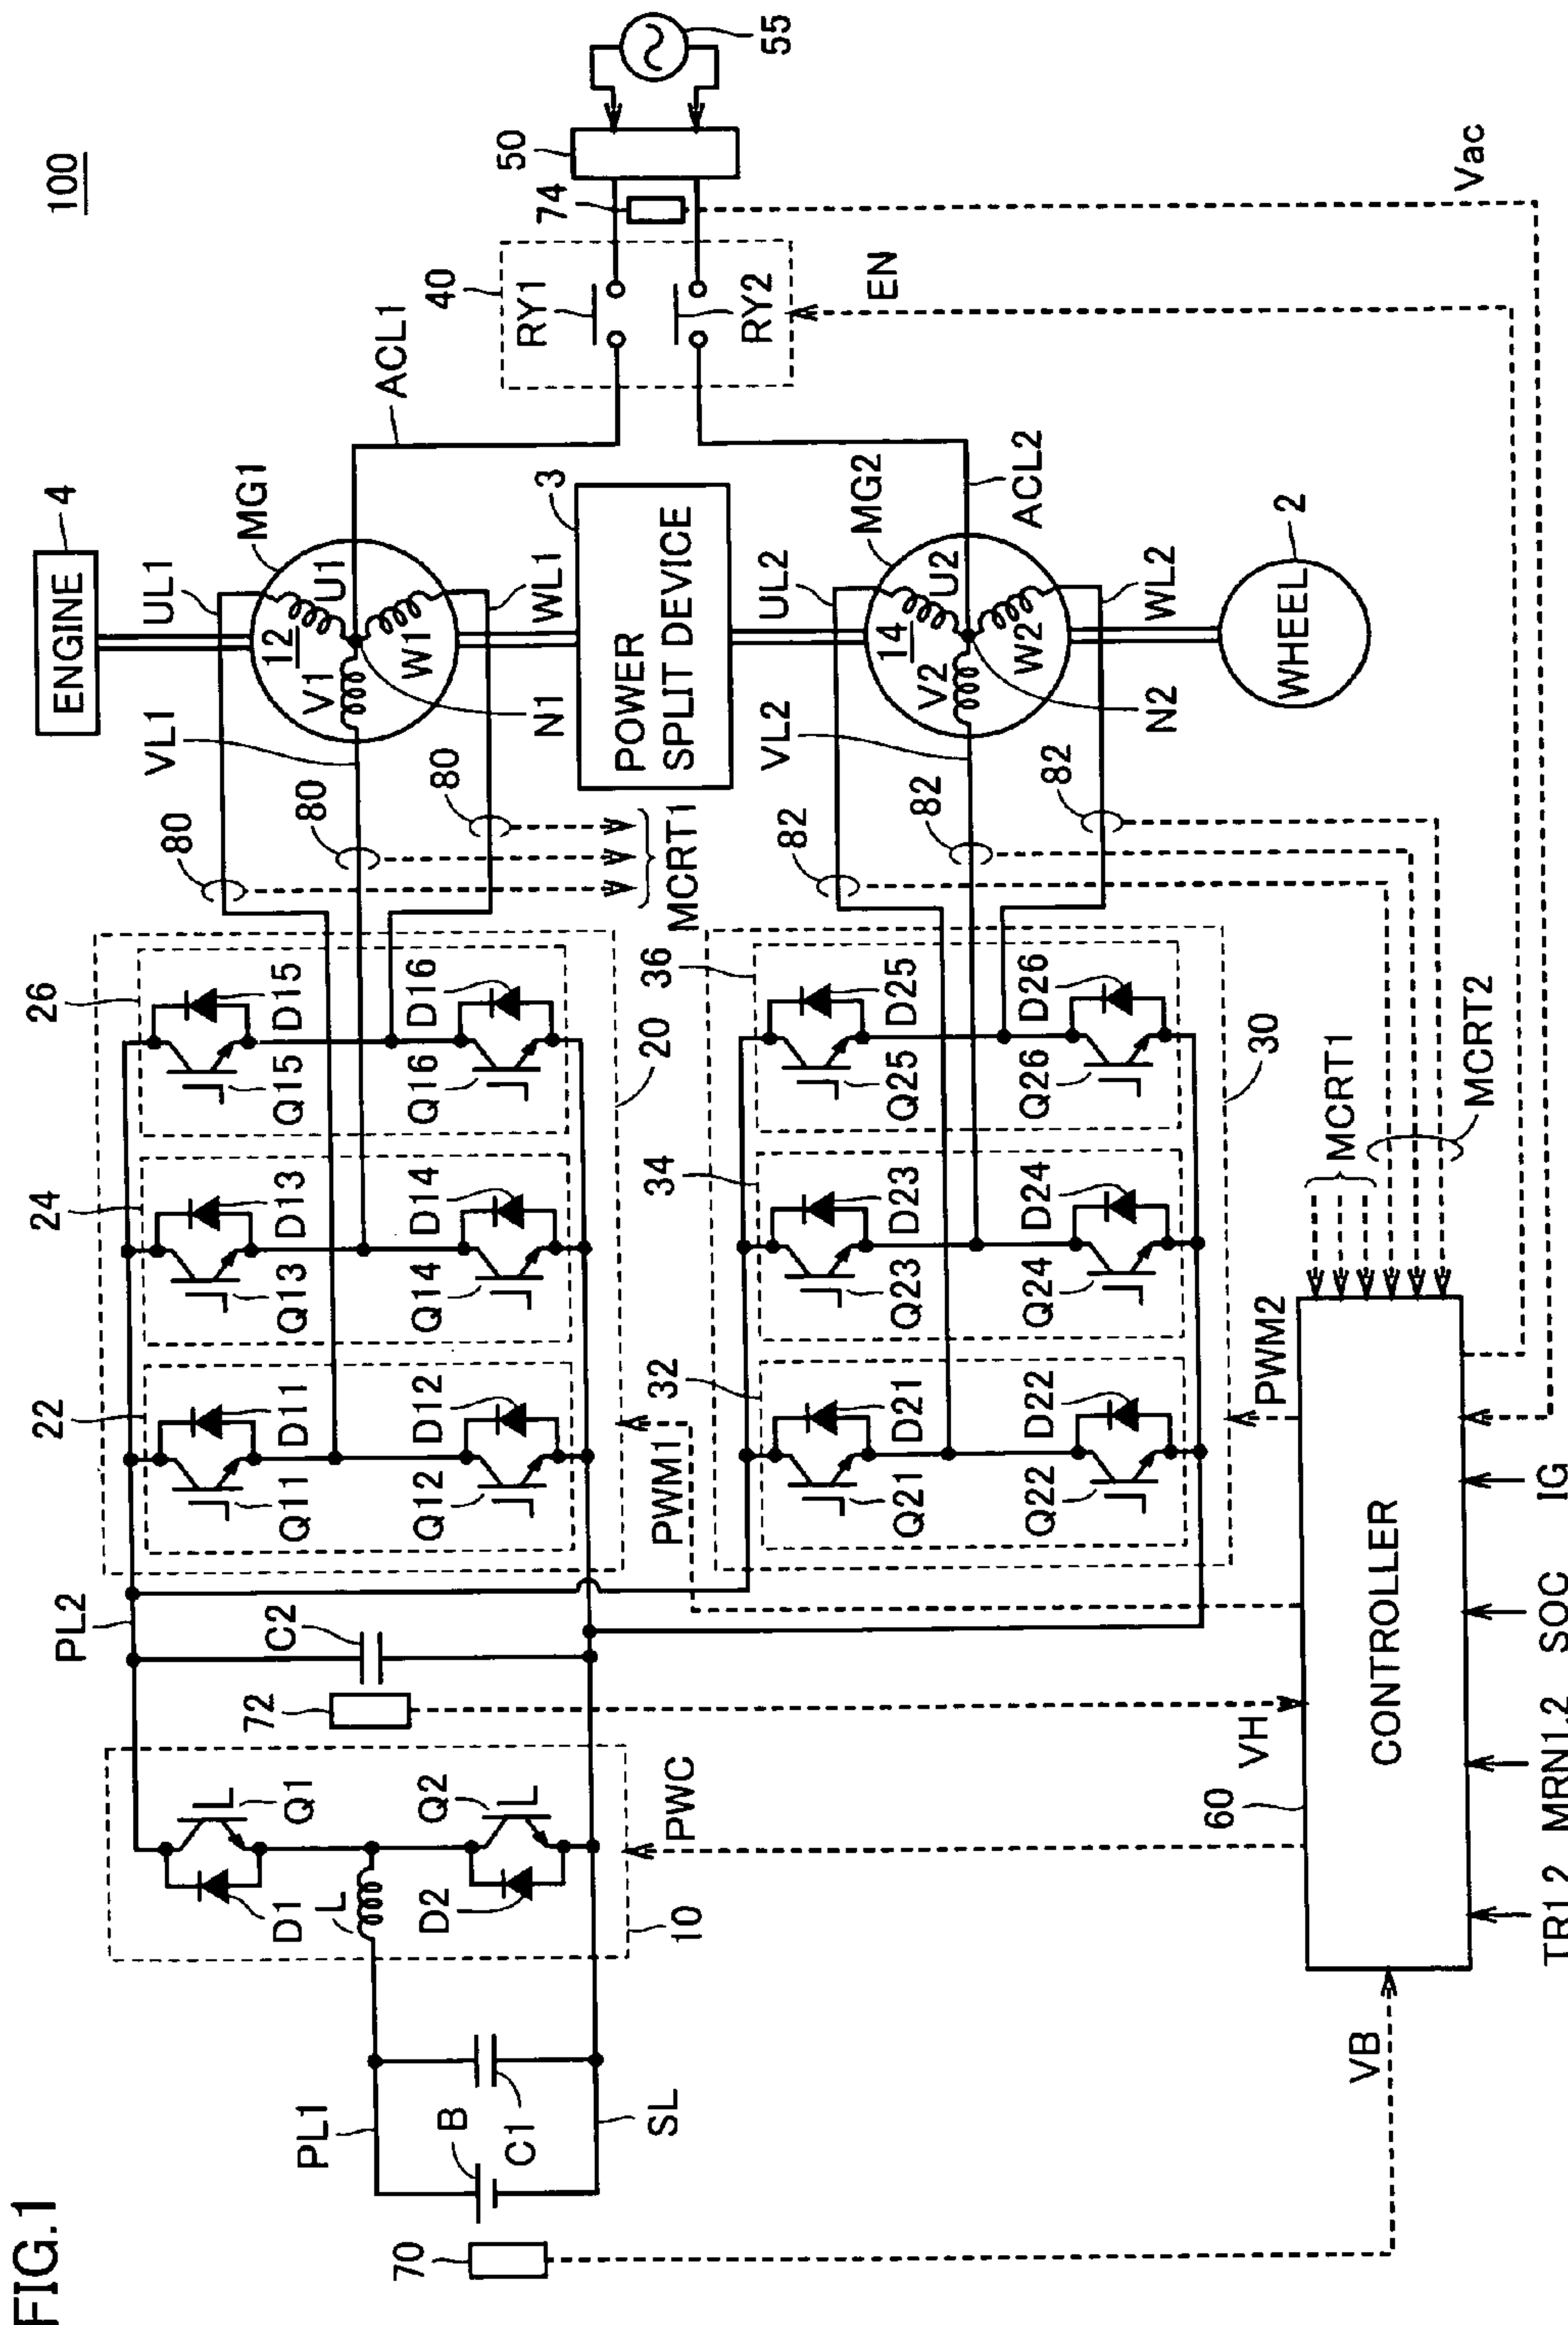 FIG.1
100
ENGINE
4
55
50
74
40
RY1
RY2
EN
Vac
ACL1
ACL2
MG1
UL1
12
U1
V1
W1
VL1
WL1
N1
3
POWER
SPLIT DEVICE
MG2
UL2
14
U2
V2
W2
VL2
WL2
N2
WHEEL
2
80
80
80
MCRT1
82
82
82
26
24
22
D15
Q15
D16
Q16
D13
Q13
D14
Q14
D11
Q11
D12
Q12
20
36
34
32
D25
Q25
D26
Q26
D23
Q23
D24
Q24
D21
Q21
D22
Q22
30
PWM1
PWM2
MCRT1
MCRT2
PL2
C2
72
VH
Q1
D1
L
Q2
D2
10
PWC
PL1
B
C1
SL
70
VB
60
CONTROLLER
TR1,2
MRN1,2
SOC
IG